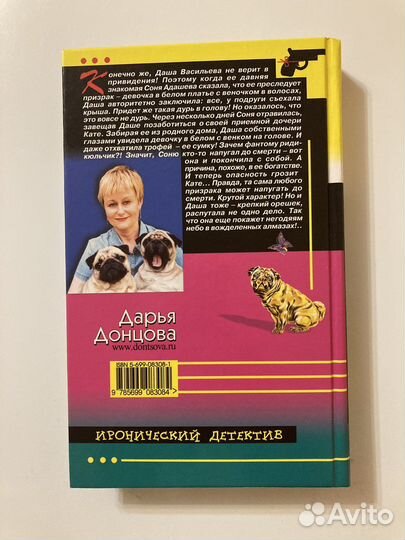 Конечно же, Даша Васильева не верит в
привидения! Поэтому когда ее давняя
знакомая Соня Адашева сказала, что ее преследует
призрак – девочка в белом платье с веночком в волосах,
Даша авторитетно заключила: все, у подруги съехала
крыша. Придет же такая дурь в голову! Но оказалось, что
это вовсе не дурь. Через несколько дней Соня отравилась,
завещав Даше позаботиться о своей приемной дочери
Кате. Забирая ее из родного дома, Даша собственными
глазами увидела девочку в белом с венком на голове. И
даже отхватила трофей – ее сумку! Зачем фантому риди-
кюльчик?! Значит, Соню кто-то напугал до смерти – вот
она и покончила с собой. А
причина, похоже, в ее богатстве.
И теперь опасность грозит
Кате... Правда, та сама любого
призрака может напугать до
смерти. Крутой характер! Но и
Даша тоже – крепкий орешек,
распутала не одно дело. Так
что она еще покажет негодяям
небо в вожделенных алмазах!..
Дарья
Донцова
www.dontsova.ru
ISBN 5-699-08308-1
9 785699 083084 >
ИРОНИЧЕСКИЙ ДЕТЕКТИВ
Avito